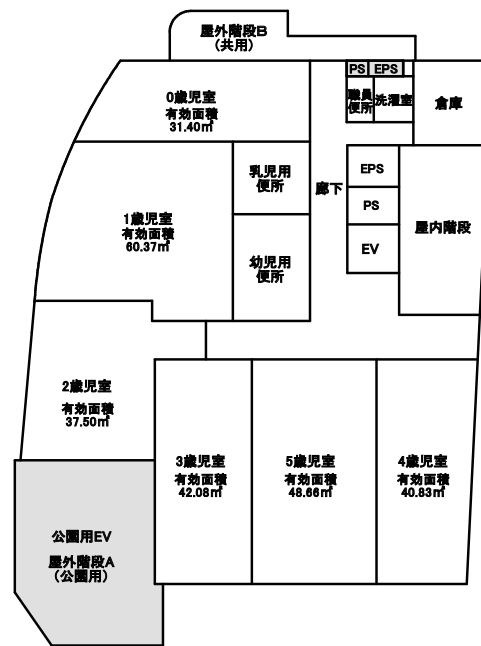 屋外階段B
(共用)
PS EPS
0歳児室
有効面積
31.40㎡
職員
便所
洗濯室
倉庫
乳児用
便所
EPS
廊下
PS
1歳児室
有効面積
60.37㎡
屋内階段
EV
幼児用
便所
2歳児室
有効面積
37.50㎡
3歳児室
有効面積
42.08㎡
5歳児室
有効面積
48.66㎡
4歳児室
有効面積
40.83㎡
公園用EV
屋外階段A
(公園用)